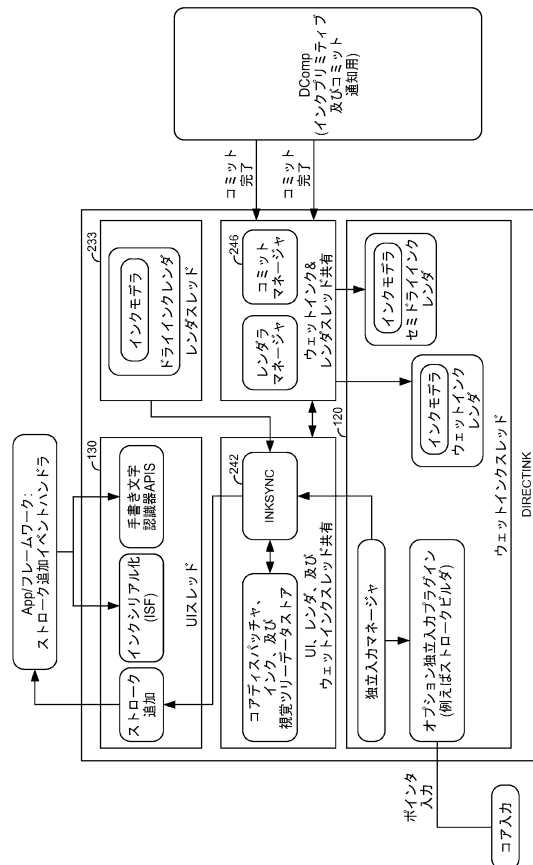 App/フレームワーク:
ストローク追加イベントハンドラ
130
ストローク
追加
インクシリアル化
(ISF)
手書き文字
認識器APIS
UIスレッド
233
インクモデラ
ドライインクレンダ
レンダスレッド
242
コアディスパッチャ、
インク、及び
視覚ツリーデータストア
INKSYNC
UI、レンダ、及び
ウェットインクスレッド共有
246
レンダラ
マネージャ
コミット
マネージャ
ウェットインク&
レンダスレッド共有
コミット
完了
コミット
完了
DComp
(インクプリミティブ
及びコミット
通知用)
120
独立入力マネージャ
オプション独立入力プラグイン
(例えばストロークビルダ)
インクモデラ
ウェットインク
レンダ
インクモデラ
セミドライインク
レンダ
ウェットインクスレッド
DIRECTINK
ポインタ
入力
コア入力